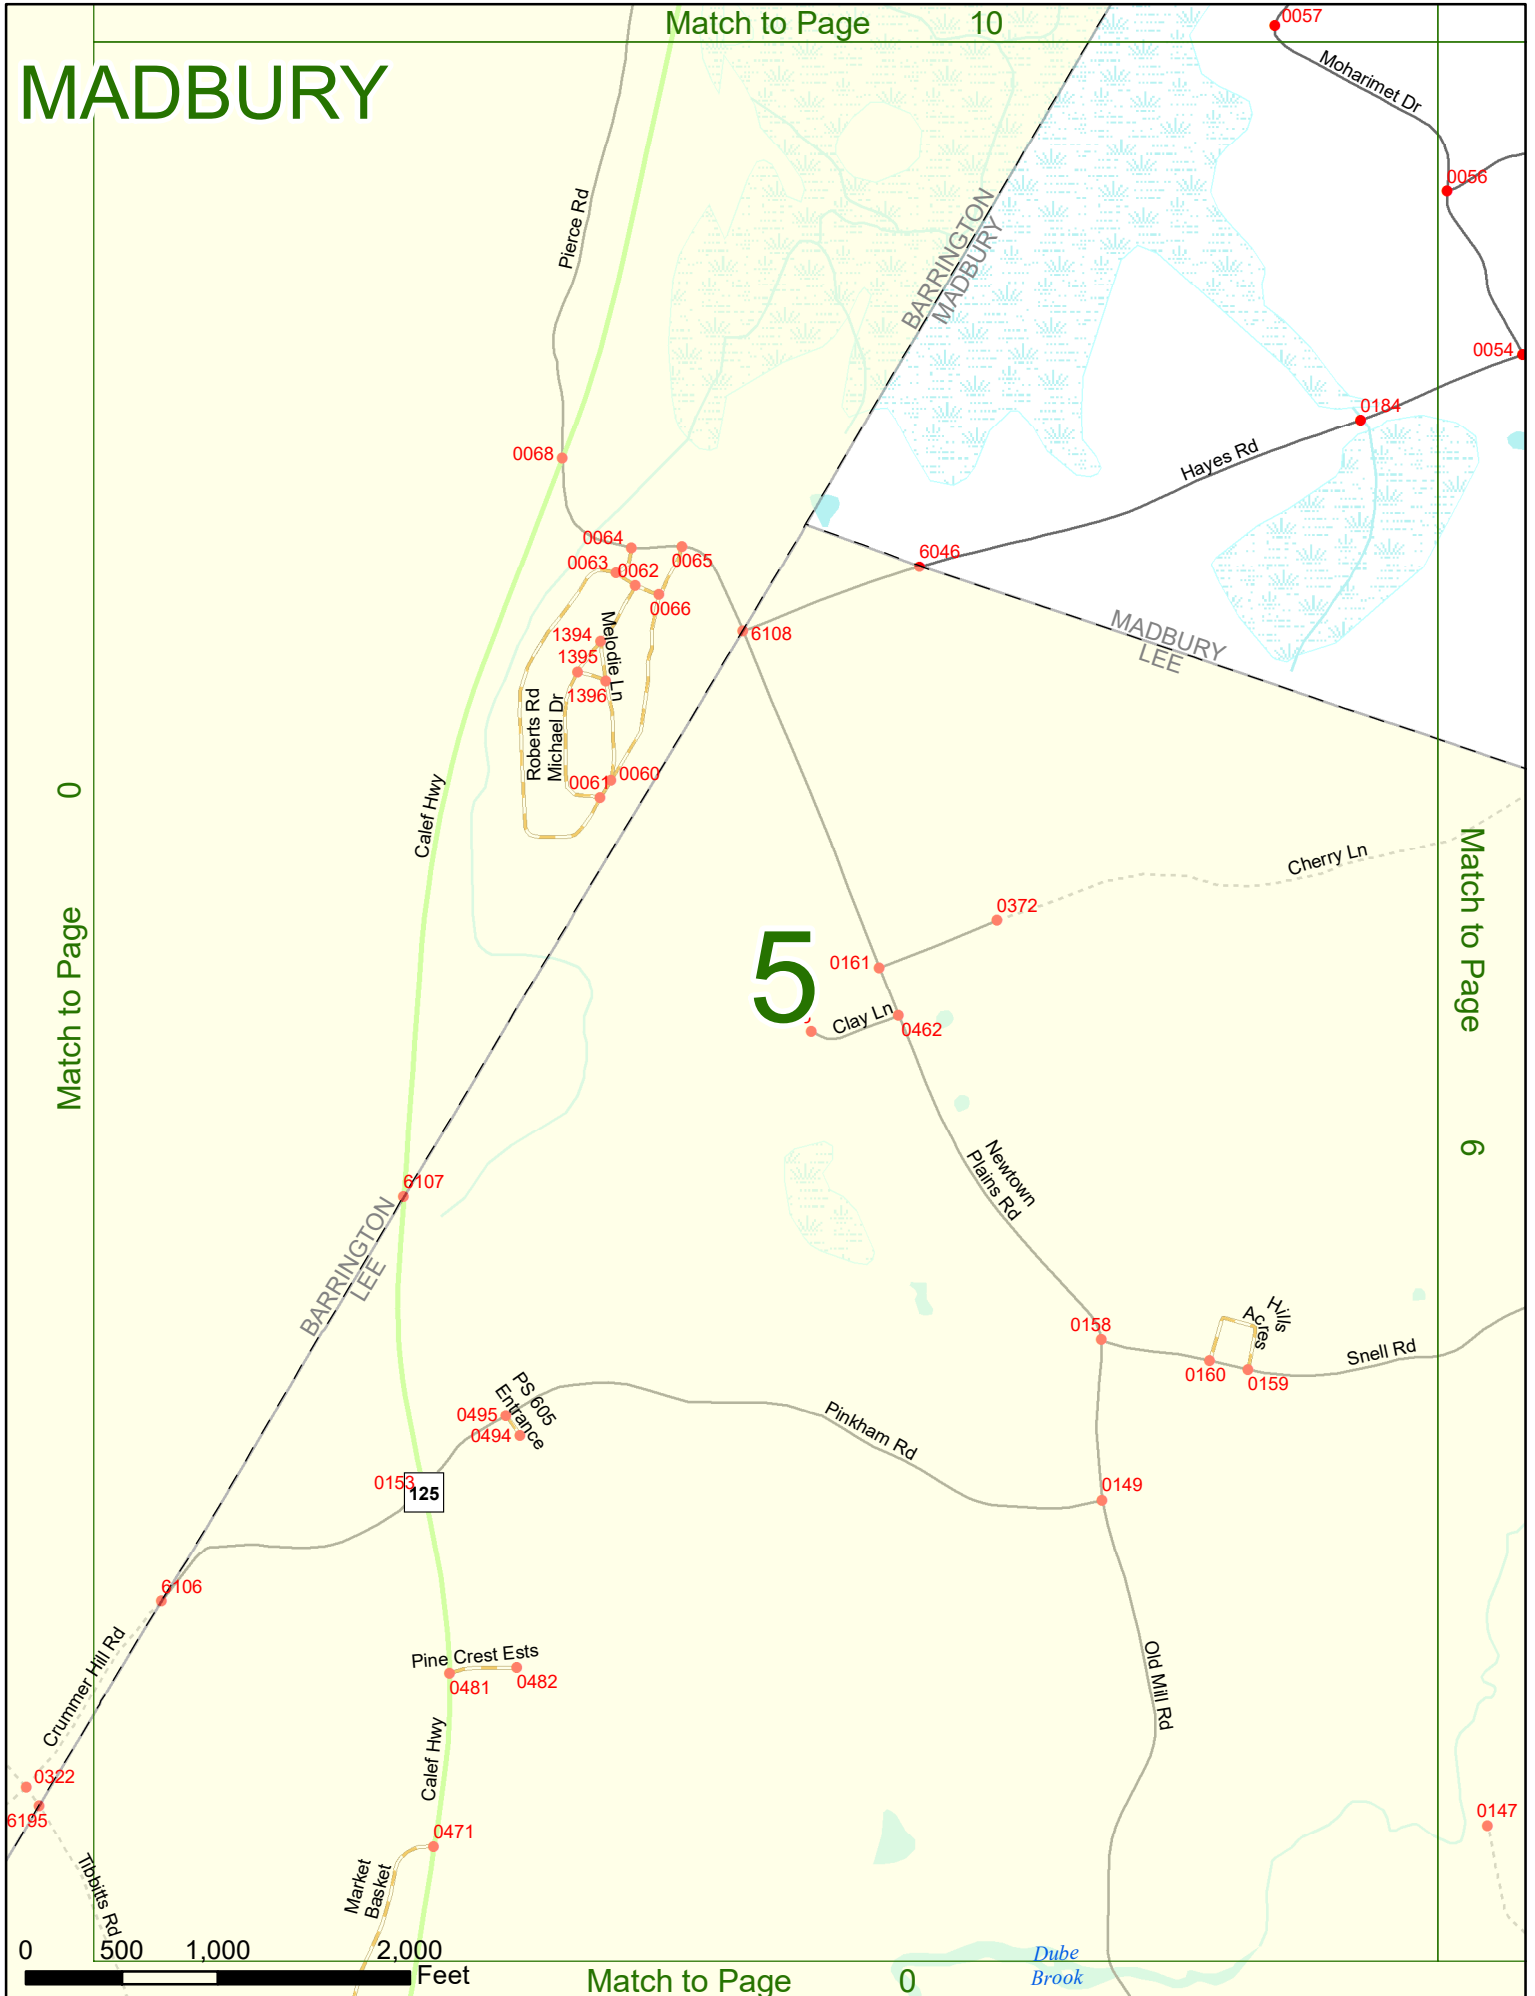 Match to Page 10
0057
MADBURY
Moharimet Dr
0056
Pierce Rd
BARRINGTON
MADBURY
0054
0184
0068
Hayes Rd
0064
0065
6046
0063
0062
0066
6108
1394
Melodie Ln
MADBURY
LEE
1395
1396
Roberts Rd
Michael Dr
0060
0061
Calef Hwy
Match to Page 0
Match to Page 6
Cherry Ln
0372
5
0161
Clay Ln
0462
Newtown
Plains Rd
6107
BARRINGTON
LEE
0158
Hills
Acres
Snell Rd
0160
0159
PS 605
Entrance
0495
0494
Pinkham Rd
0153
125
0149
6106
Crummer Hill Rd
Pine Crest Ests
0481
0482
Old Mill Rd
Calef Hwy
0322
6195
0147
0471
Tibbitts Rd
Market
Basket
0 500 1,000 2,000
Feet
Dube
Brook
Match to Page 0